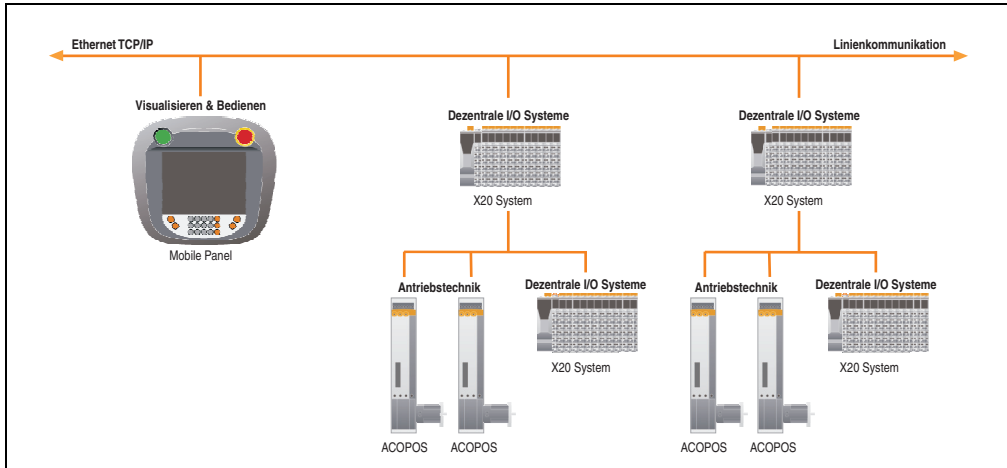 Ethernet TCP/IP
Linienkommunikation
Visualisieren & Bedienen
Mobile Panel
Dezentrale I/O Systeme
X20 System
Dezentrale I/O Systeme
X20 System
Antriebstechnik
ACOPOS
ACOPOS
Dezentrale I/O Systeme
X20 System
Antriebstechnik
ACOPOS
ACOPOS
Dezentrale I/O Systeme
X20 System